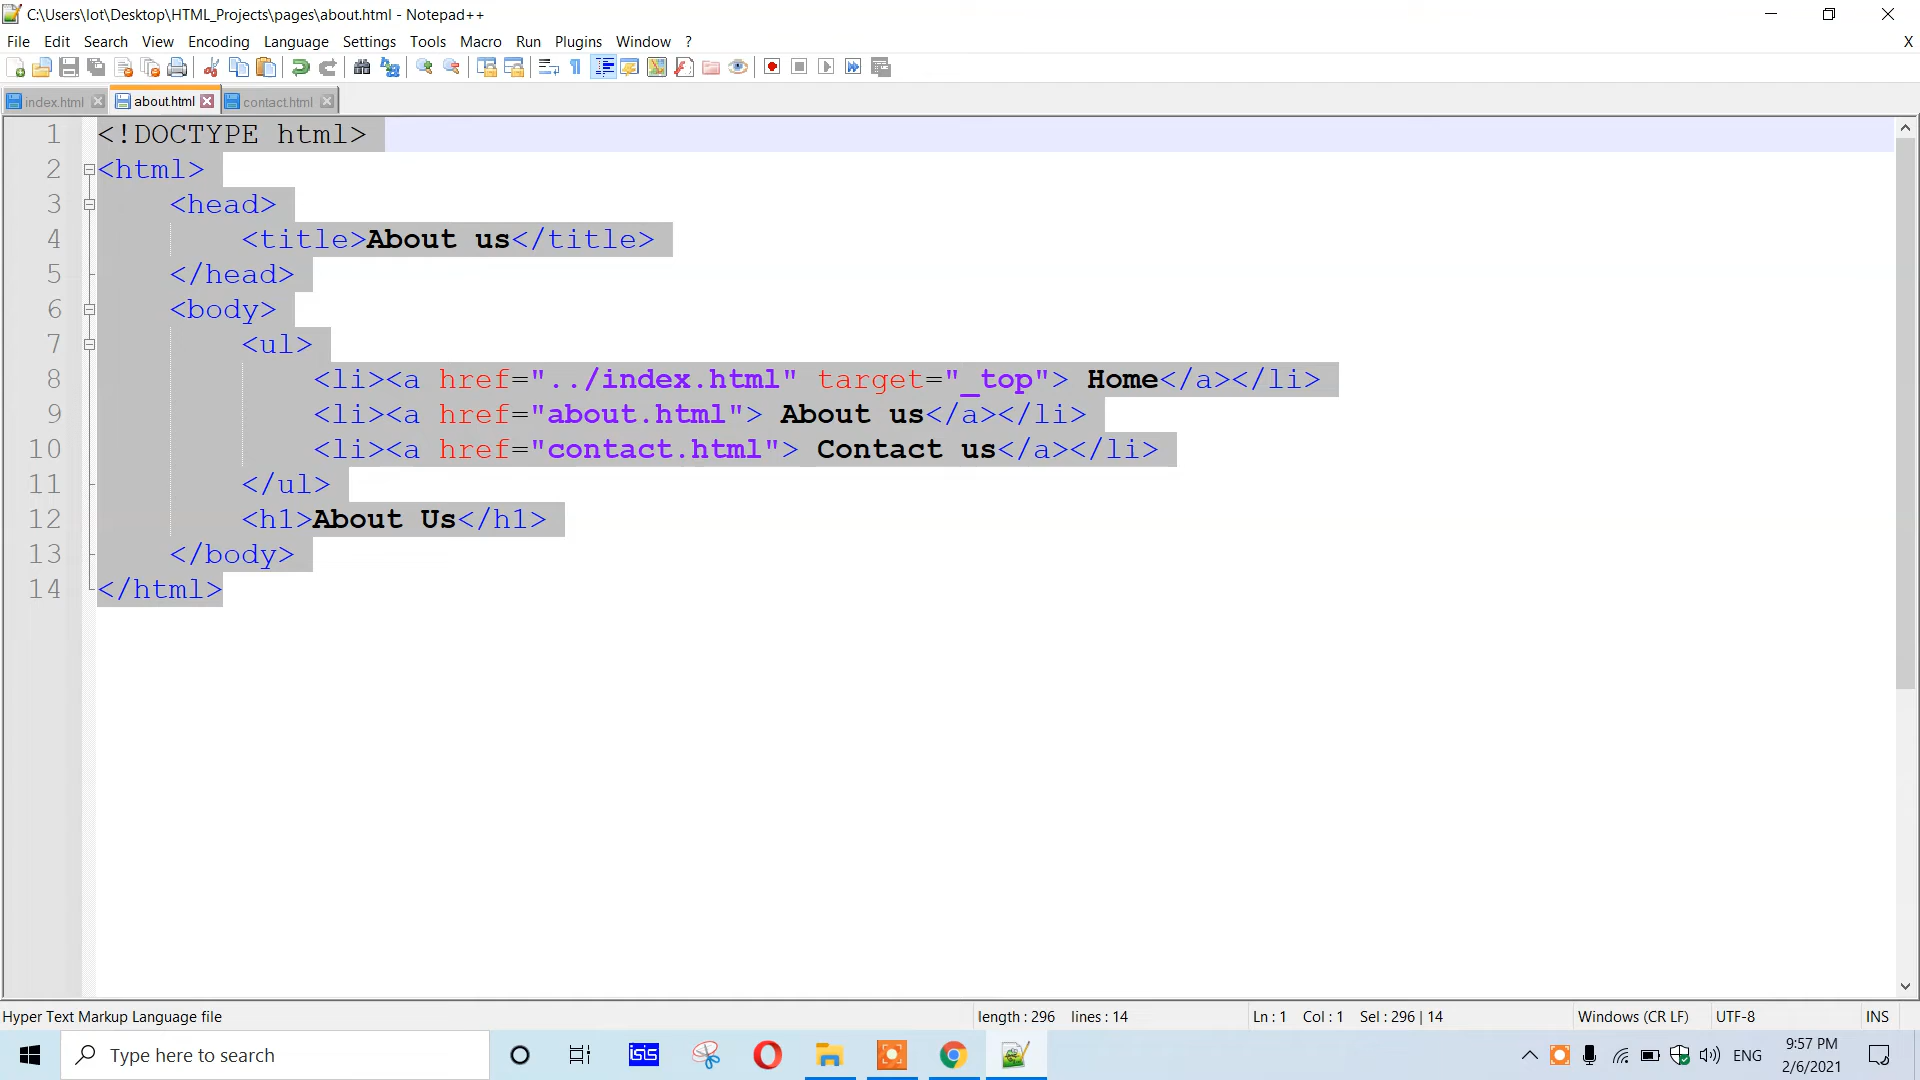 C:\Users\Iot\Desktop\HTML_Projects\pages\about.html - Notepad++
File Edit Search View Encoding Language Settings Tools Macro Run Plugins Window ? X
index.html about.html contact.html
1 <!DOCTYPE html>
2 <html>
3 <head>
4 <title>About us</title>
5 </head>
6 <body>
7 <ul>
8 <li><a href="../index.html" target="_top"> Home</a></li>
9 <li><a href="about.html"> About us</a></li>
10 <li><a href="contact.html"> Contact us</a></li>
11 </ul>
12 <h1>About Us</h1>
13 </body>
14 </html>
Hyper Text Markup Language file length : 296 lines : 14 Ln : 1 Col : 1 Sel : 296 | 14 Windows (CR LF) UTF-8 INS
Type here to search isis ENG 9:57 PM
2/6/2021